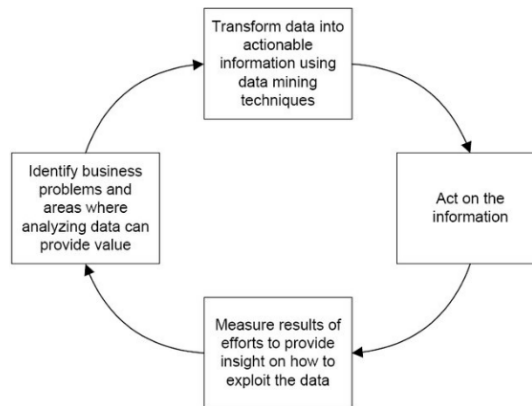 Transform data into
actionable
information using
data mining
techniques
Identify business
problems and
areas where
analyzing data can
provide value
Act on the
information
Measure results of
efforts to provide
insight on how to
exploit the data